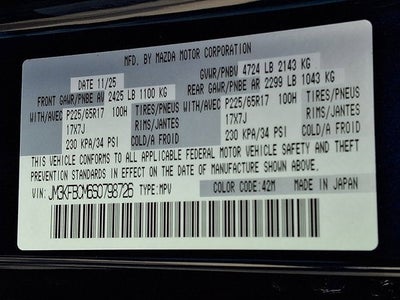 MFD. BY MAZDA MOTOR CORPORATION
DATE 11/25 GVWR/PNBV 4724 LB 2143 KG
FRONT GAWR/PNBE AV 2425 LB 1100 KG REAR GAWR/PNBE AR 2299 LB 1043 KG
WITH/AVEC P225/65R17 100H TIRES/PNEUS WITH/AVEC P225/65R17 100H TIRES/PNEUS
17X7J RIMS/JANTES 17X7J RIMS/JANTES
230 KPA/34 PSI COLD/A FROID 230 KPA/34 PSI COLD/A FROID
THIS VEHICLE CONFORMS TO ALL APPLICABLE FEDERAL MOTOR VEHICLE SAFETY AND THEFT
PREVENTION STANDARDS IN EFFECT ON THE DATE OF MANUFACTURE SHOWN ABOVE.
VIN: JM3KFBCM6S0798726 TYPE: MPV COLOR CODE: 42M MADE IN JAPAN